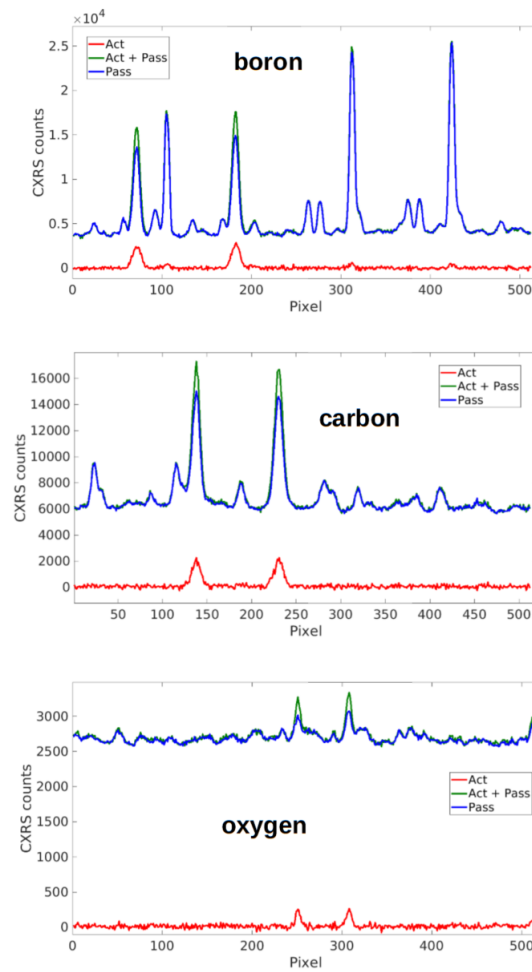 ×10⁴
Act
Act + Pass
Pass
boron
CXRS counts
2.5
2
1.5
1
0.5
0
0 100 200 300 400 500
Pixel
Act
Act + Pass
Pass
carbon
CXRS counts
16000
14000
12000
10000
8000
6000
4000
2000
0
50 100 150 200 250 300 350 400 450 500
Pixel
CXRS counts
3000
2500
2000
1500
1000
500
0
Act
Act + Pass
Pass
oxygen
0 100 200 300 400 500
Pixel